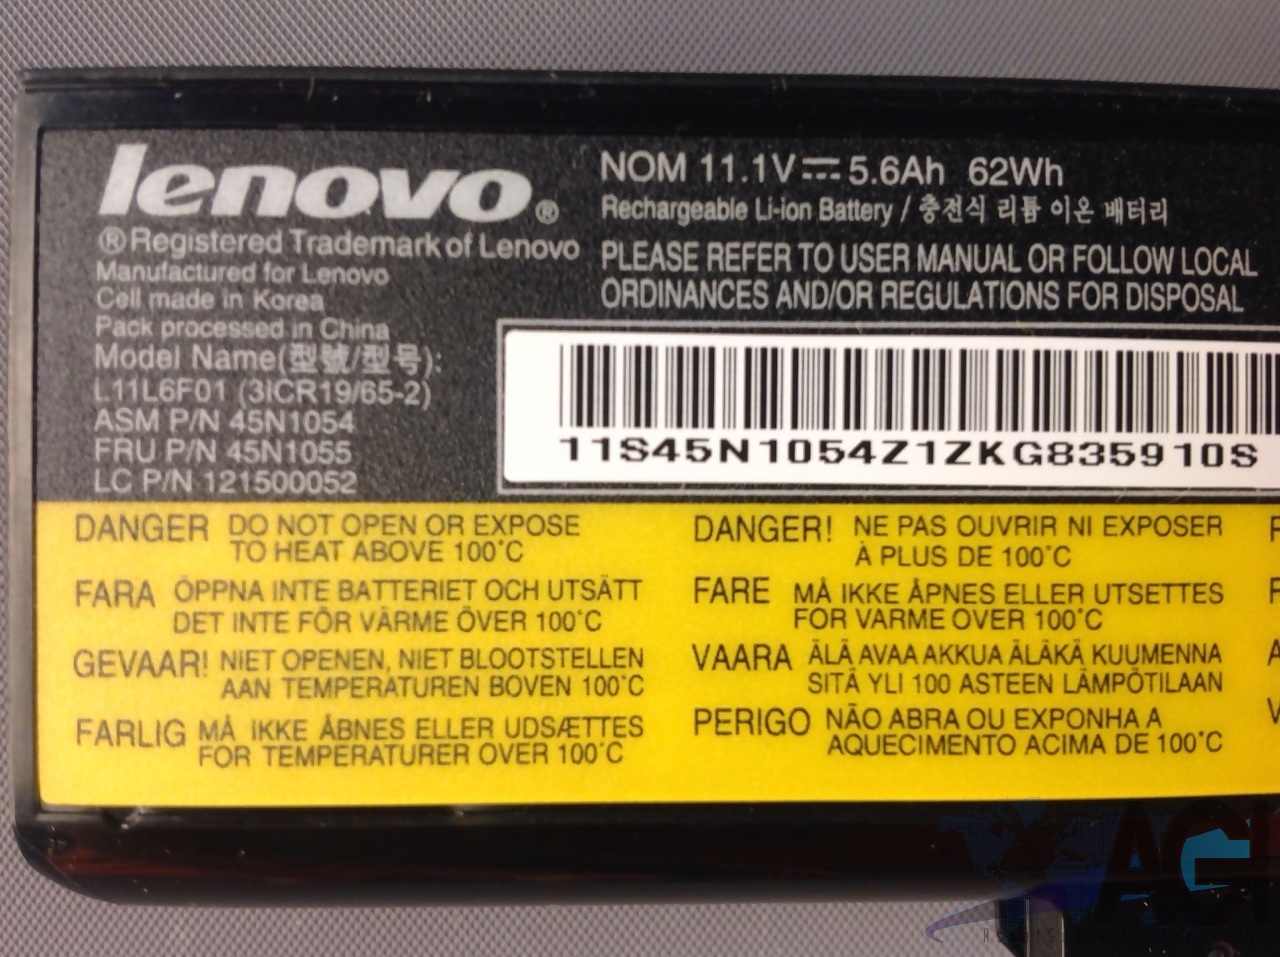 lenovo®
® Registered Trademark of Lenovo
Manufactured for Lenovo
Cell made in Korea
Pack processed in China
Model Name(型號/型号):
L11L6F01 (3ICR19/65-2)
ASM P/N 45N1054
FRU P/N 45N1055
LC P/N 121500052
NOM 11.1V⎓5.6Ah 62Wh
Rechargeable Li-ion Battery / 충전식 리튬 이온 배터리
PLEASE REFER TO USER MANUAL OR FOLLOW LOCAL
ORDINANCES AND/OR REGULATIONS FOR DISPOSAL
11S45N1054Z1ZKG835910S
DANGER DO NOT OPEN OR EXPOSE
TO HEAT ABOVE 100°C
FARA ÖPPNA INTE BATTERIET OCH UTSÄTT
DET INTE FÖR VÄRME ÖVER 100°C
GEVAAR! NIET OPENEN, NIET BLOOTSTELLEN
AAN TEMPERATUREN BOVEN 100°C
FARLIG MÅ IKKE ÅBNES ELLER UDSÆTTES
FOR TEMPERATURER OVER 100°C
DANGER! NE PAS OUVRIR NI EXPOSER
À PLUS DE 100°C
FARE MÅ IKKE ÅPNES ELLER UTSETTES
FOR VARME OVER 100°C
VAARA ÄLÄ AVAA AKKUA ÄLÄKÄ KUUMENNA
SITÄ YLI 100 ASTEEN LÄMPÖTILAAN
PERIGO NÃO ABRA OU EXPONHA A
AQUECIMENTO ACIMA DE 100°C